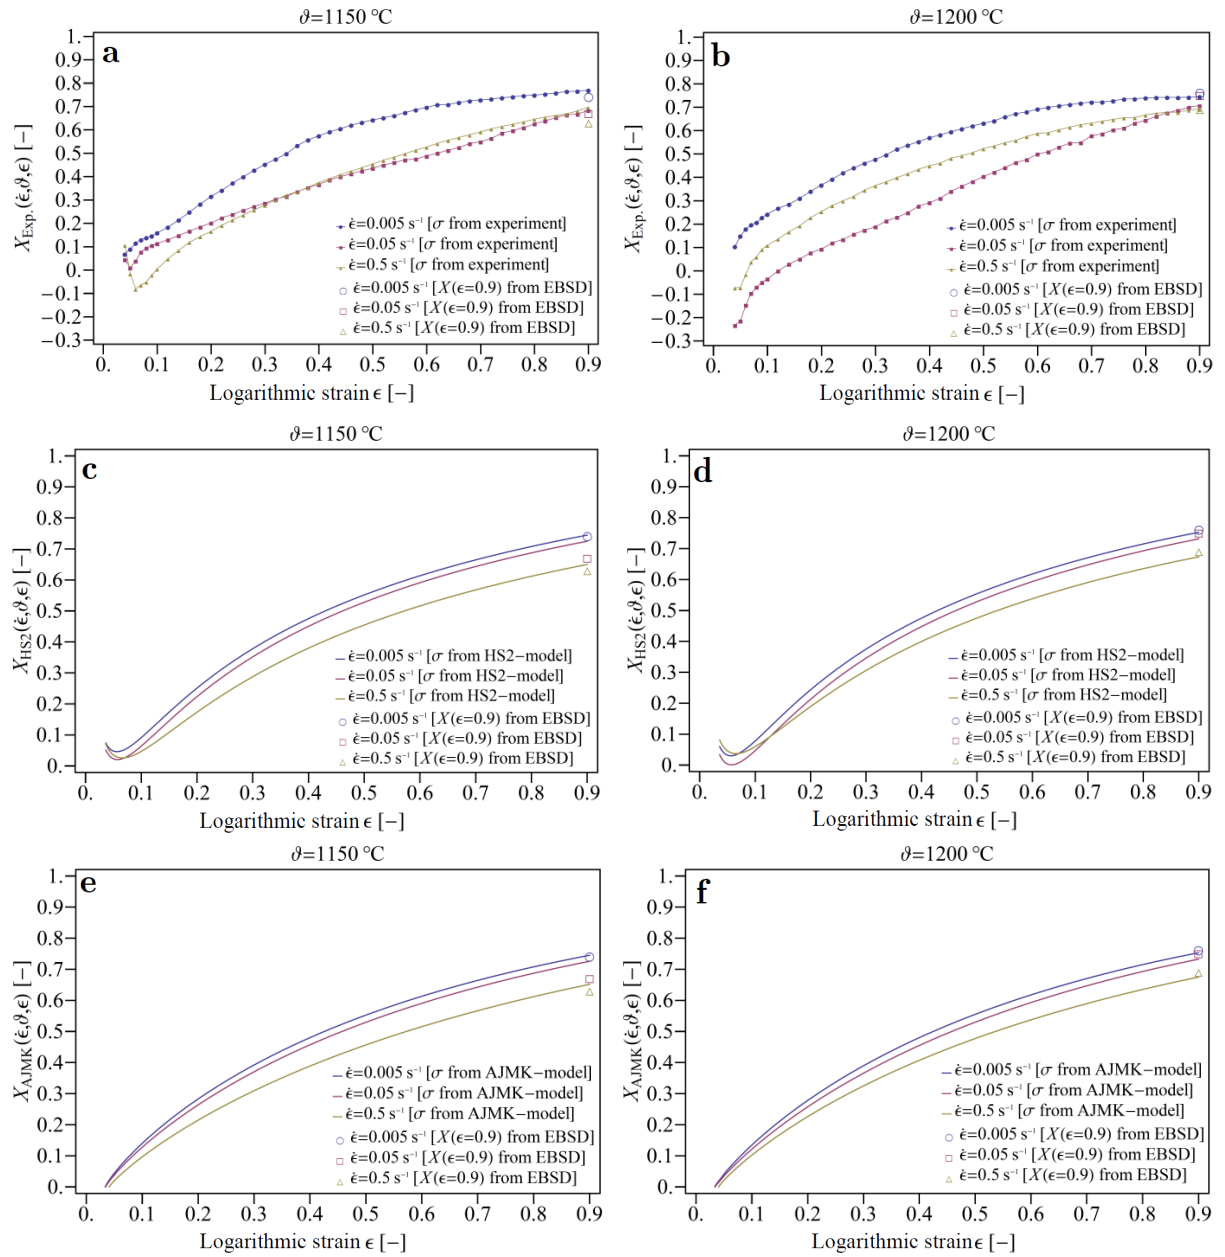 ϑ=1150 °C
a
1.
0.9
0.8
0.7
0.6
0.5
0.4
0.3
0.2
0.1
0.
−0.1
−0.2
−0.3
X_Exp.(ε̇,ϑ,ϵ) [−]
ϵ̇=0.005 s⁻¹ [σ from experiment]
ϵ̇=0.05 s⁻¹ [σ from experiment]
ϵ̇=0.5 s⁻¹ [σ from experiment]
ϵ̇=0.005 s⁻¹ [X(ϵ=0.9) from EBSD]
ϵ̇=0.05 s⁻¹ [X(ϵ=0.9) from EBSD]
ϵ̇=0.5 s⁻¹ [X(ϵ=0.9) from EBSD]
0. 0.1 0.2 0.3 0.4 0.5 0.6 0.7 0.8 0.9
Logarithmic strain ϵ [−]
ϑ=1200 °C
b
1.
0.9
0.8
0.7
0.6
0.5
0.4
0.3
0.2
0.1
0.
−0.1
−0.2
−0.3
X_Exp.(ϵ̇,ϑ,ϵ) [−]
ϵ̇=0.005 s⁻¹ [σ from experiment]
ϵ̇=0.05 s⁻¹ [σ from experiment]
ϵ̇=0.5 s⁻¹ [σ from experiment]
ϵ̇=0.005 s⁻¹ [X(ϵ=0.9) from EBSD]
ϵ̇=0.05 s⁻¹ [X(ϵ=0.9) from EBSD]
ϵ̇=0.5 s⁻¹ [X(ϵ=0.9) from EBSD]
0. 0.1 0.2 0.3 0.4 0.5 0.6 0.7 0.8 0.9
Logarithmic strain ϵ [−]
ϑ=1150 °C
c
1.
0.9
0.8
0.7
0.6
0.5
0.4
0.3
0.2
0.1
0.
X_HS2(ϵ̇,ϑ,ϵ) [−]
ϵ̇=0.005 s⁻¹ [σ from HS2−model]
ϵ̇=0.05 s⁻¹ [σ from HS2−model]
ϵ̇=0.5 s⁻¹ [σ from HS2−model]
ϵ̇=0.005 s⁻¹ [X(ϵ=0.9) from EBSD]
ϵ̇=0.05 s⁻¹ [X(ϵ=0.9) from EBSD]
ϵ̇=0.5 s⁻¹ [X(ϵ=0.9) from EBSD]
0. 0.1 0.2 0.3 0.4 0.5 0.6 0.7 0.8 0.9
Logarithmic strain ϵ [−]
ϑ=1200 °C
d
1.
0.9
0.8
0.7
0.6
0.5
0.4
0.3
0.2
0.1
0.
X_HS2(ϵ̇,ϑ,ϵ) [−]
ϵ̇=0.005 s⁻¹ [σ from HS2−model]
ϵ̇=0.05 s⁻¹ [σ from HS2−model]
ϵ̇=0.5 s⁻¹ [σ from HS2−model]
ϵ̇=0.005 s⁻¹ [X(ϵ=0.9) from EBSD]
ϵ̇=0.05 s⁻¹ [X(ϵ=0.9) from EBSD]
ϵ̇=0.5 s⁻¹ [X(ϵ=0.9) from EBSD]
0. 0.1 0.2 0.3 0.4 0.5 0.6 0.7 0.8 0.9
Logarithmic strain ϵ [−]
ϑ=1150 °C
e
1.
0.9
0.8
0.7
0.6
0.5
0.4
0.3
0.2
0.1
0.
X_AJMK(ϵ̇,ϑ,ϵ) [−]
ϵ̇=0.005 s⁻¹ [σ from AJMK−model]
ϵ̇=0.05 s⁻¹ [σ from AJMK−model]
ϵ̇=0.5 s⁻¹ [σ from AJMK−model]
ϵ̇=0.005 s⁻¹ [X(ϵ=0.9) from EBSD]
ϵ̇=0.05 s⁻¹ [X(ϵ=0.9) from EBSD]
ϵ̇=0.5 s⁻¹ [X(ϵ=0.9) from EBSD]
0. 0.1 0.2 0.3 0.4 0.5 0.6 0.7 0.8 0.9
Logarithmic strain ϵ [−]
ϑ=1200 °C
f
1.
0.9
0.8
0.7
0.6
0.5
0.4
0.3
0.2
0.1
0.
X_AJMK(ϵ̇,ϑ,ϵ) [−]
ϵ̇=0.005 s⁻¹ [σ from AJMK−model]
ϵ̇=0.05 s⁻¹ [σ from AJMK−model]
ϵ̇=0.5 s⁻¹ [σ from AJMK−model]
ϵ̇=0.005 s⁻¹ [X(ϵ=0.9) from EBSD]
ϵ̇=0.05 s⁻¹ [X(ϵ=0.9) from EBSD]
ϵ̇=0.5 s⁻¹ [X(ϵ=0.9) from EBSD]
0. 0.1 0.2 0.3 0.4 0.5 0.6 0.7 0.8 0.9
Logarithmic strain ϵ [−]